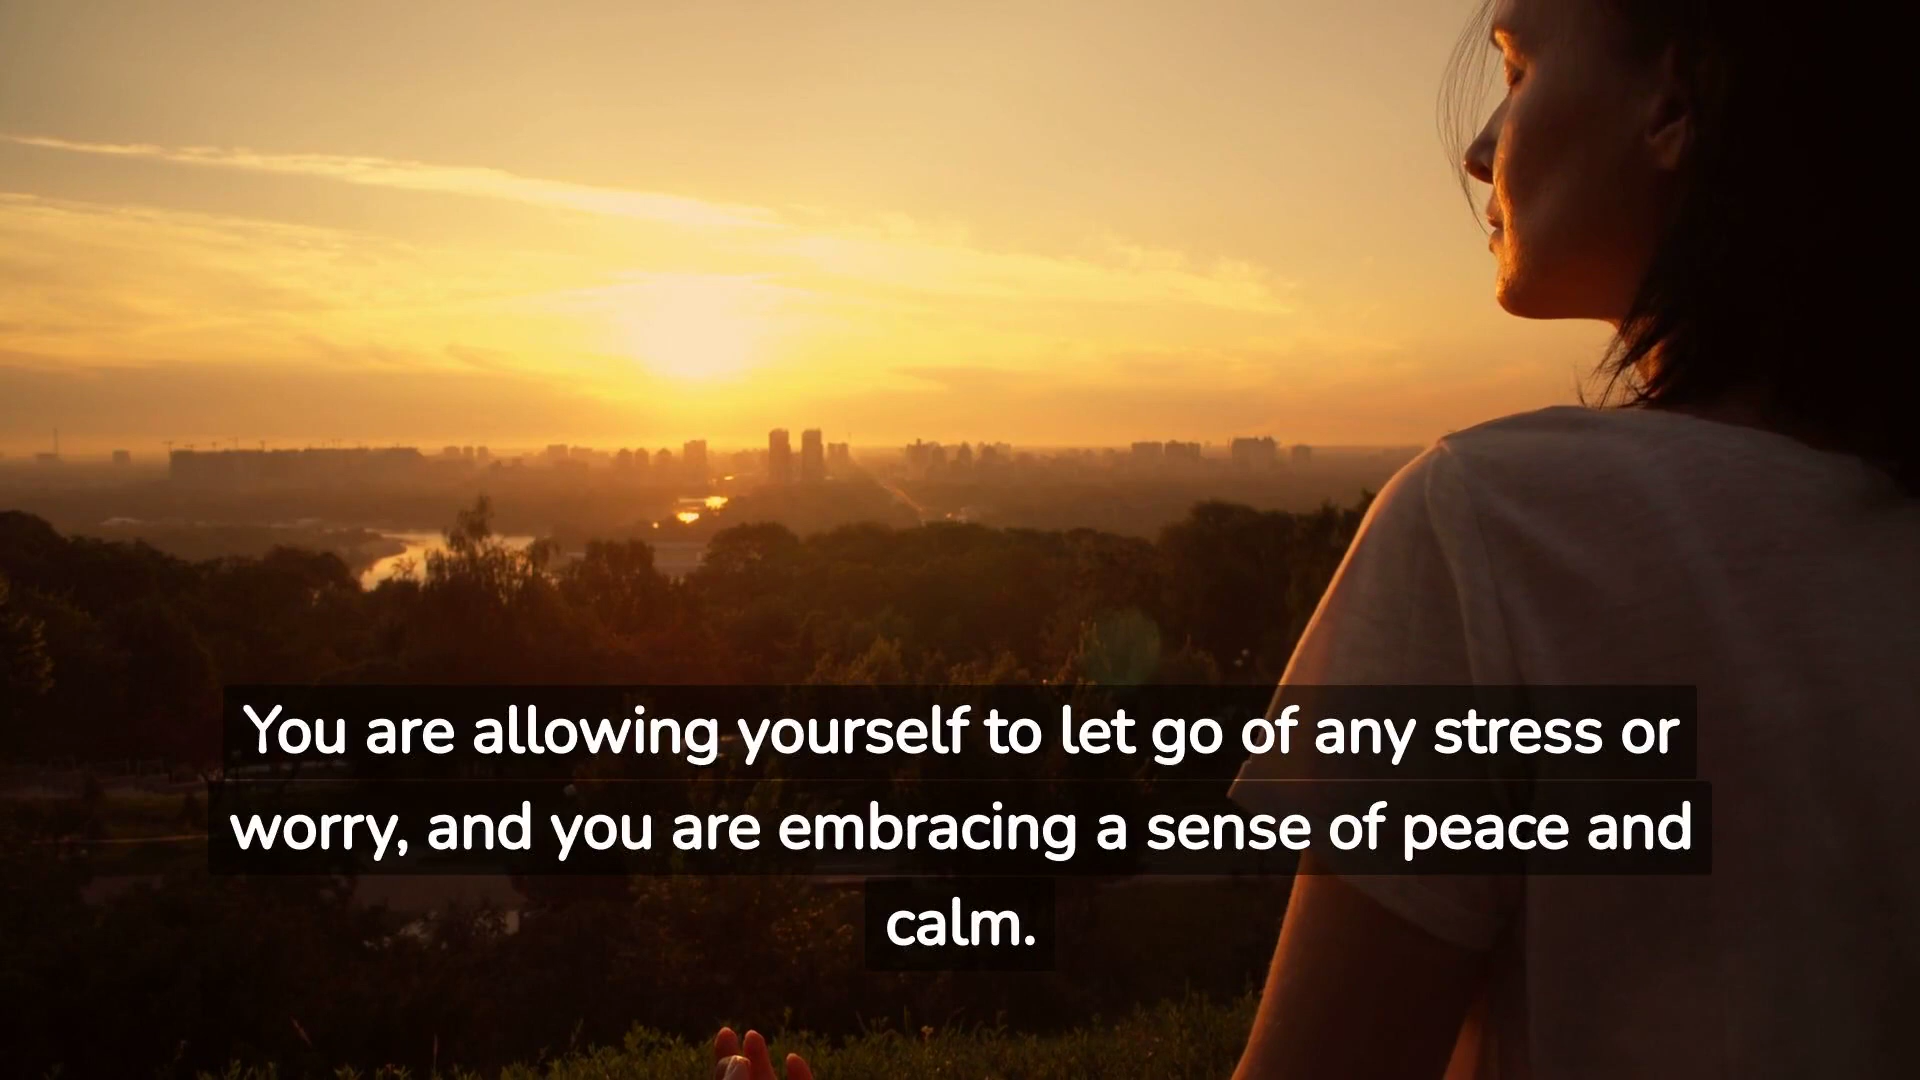 You are allowing yourself to let go of any stress or
worry, and you are embracing a sense of peace and
calm.